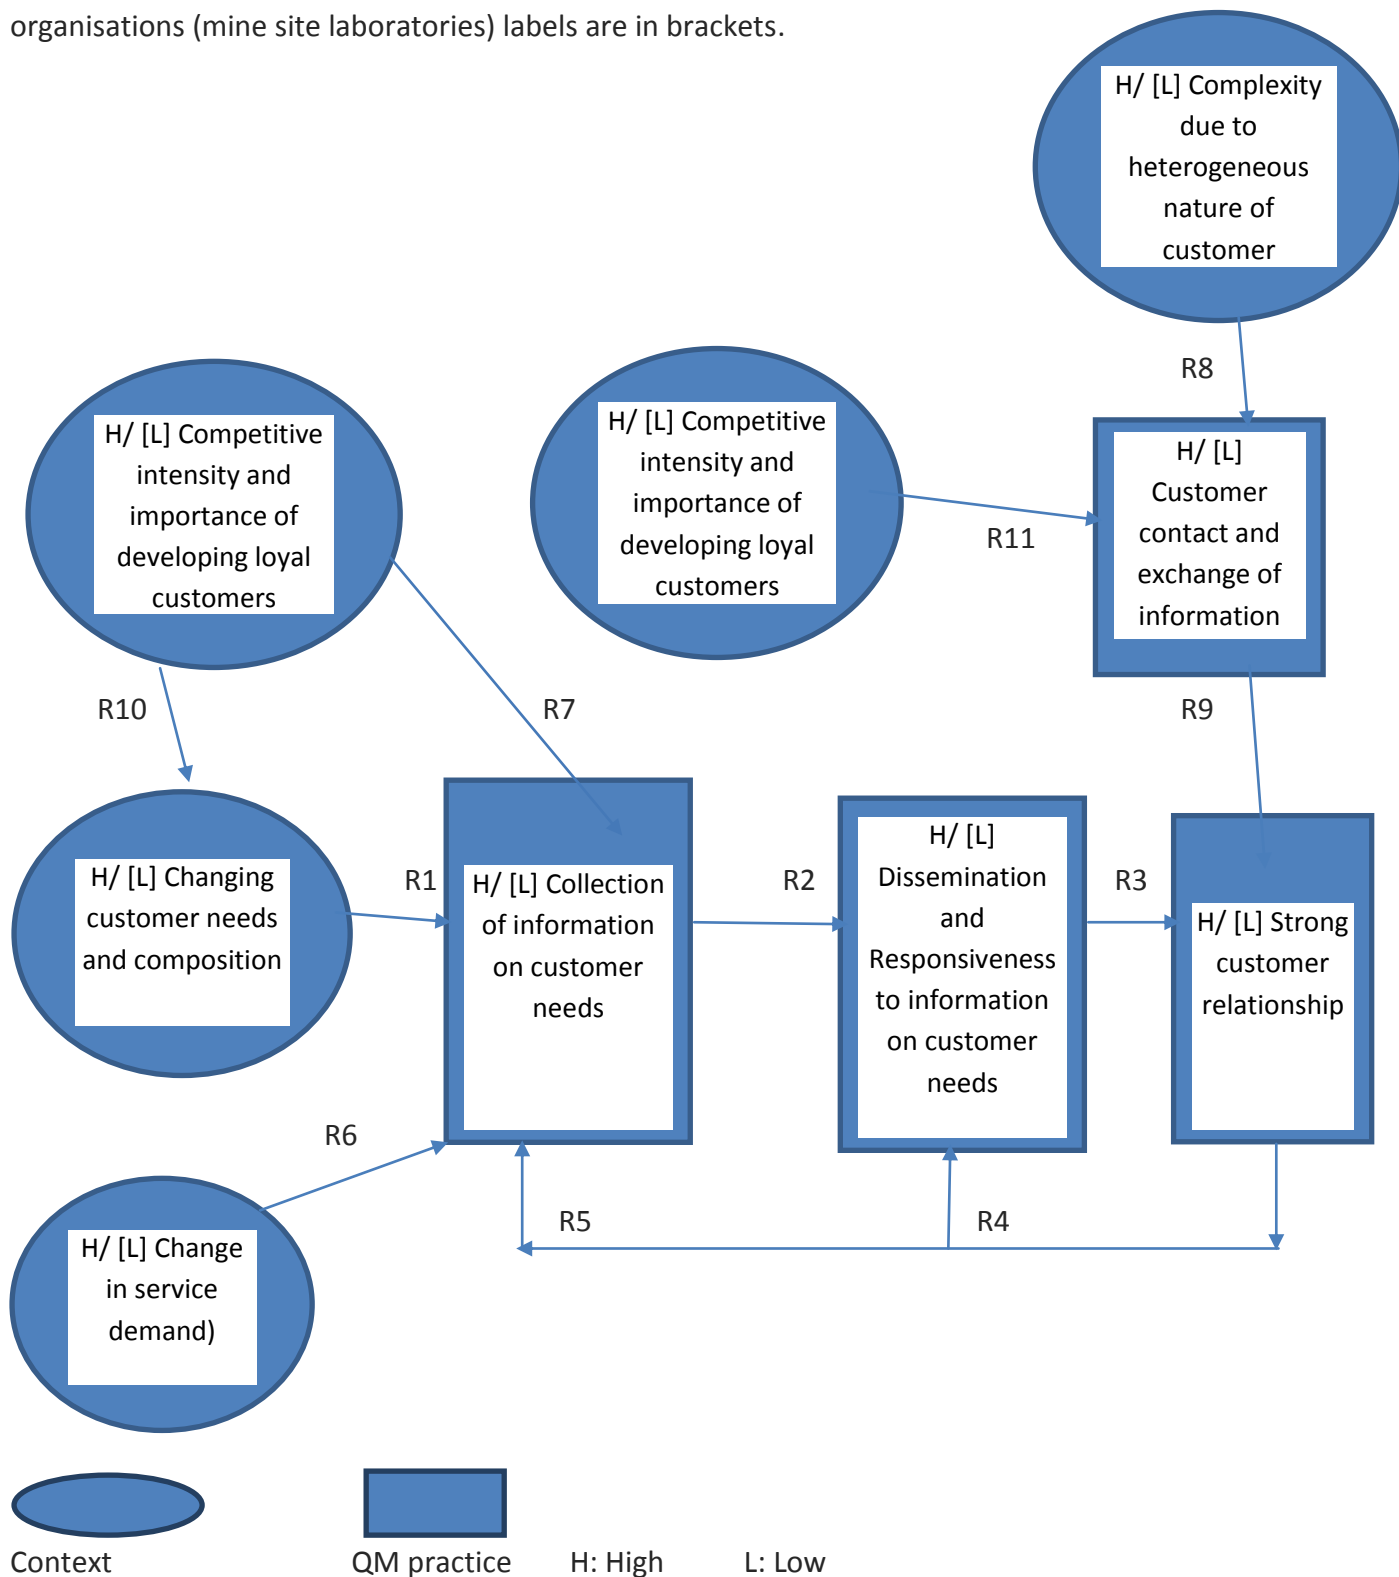 organisations (mine site laboratories) labels are in brackets.
H/ [L] Complexity
due to
heterogeneous
nature of
customer
R8
H/ [L] Competitive
intensity and
importance of
developing loyal
customers
H/ [L] Competitive
intensity and
importance of
developing loyal
customers
R11
H/ [L]
Customer
contact and
exchange of
information
R10
R7
R9
H/ [L] Changing
customer needs
and composition
R1
H/ [L] Collection
of information
on customer
needs
R2
H/ [L]
Dissemination
and
Responsiveness
to information
on customer
needs
R3
H/ [L] Strong
customer
relationship
R6
H/ [L] Change
in service
demand)
R5
R4
Context
QM practice
H: High
L: Low